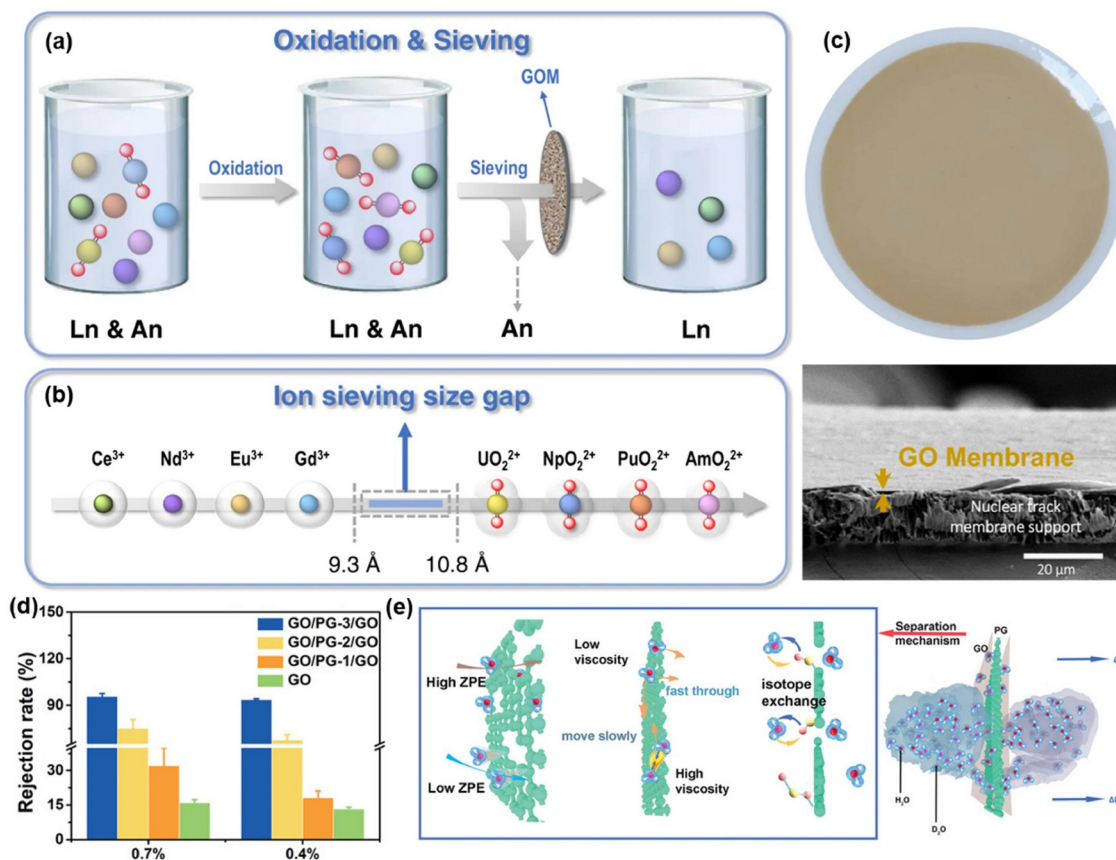 (a)
Oxidation & Sieving
GOM
Oxidation
Sieving
Ln & An
Ln & An
An
Ln
(b)
Ion sieving size gap
Ce³⁺ Nd³⁺ Eu³⁺ Gd³⁺ UO₂²⁺ NpO₂²⁺ PuO₂²⁺ AmO₂²⁺
9.3 Å 10.8 Å
(c)
GO Membrane
Nuclear track
membrane support
20 μm
(d)
Rejection rate (%)
150
90
30
15
0
GO/PG-3/GO
GO/PG-2/GO
GO/PG-1/GO
GO
0.7% 0.4%
(e)
High ZPE
Low ZPE
Low
viscosity
fast through
move slowly
High
viscosity
isotope
exchange
Separation
mechanism
PG
GO
H₂O
D₂O